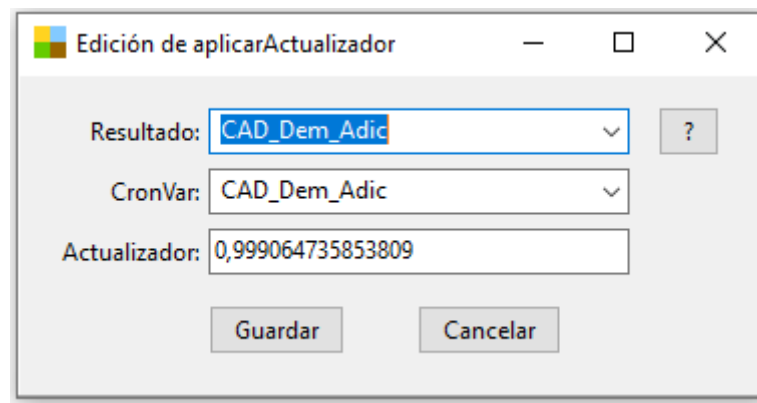 Edición de aplicarActualizador
Resultado: CAD_Dem_Adic ?
CronVar: CAD_Dem_Adic
Actualizador: 0,999064735853809
Guardar Cancelar